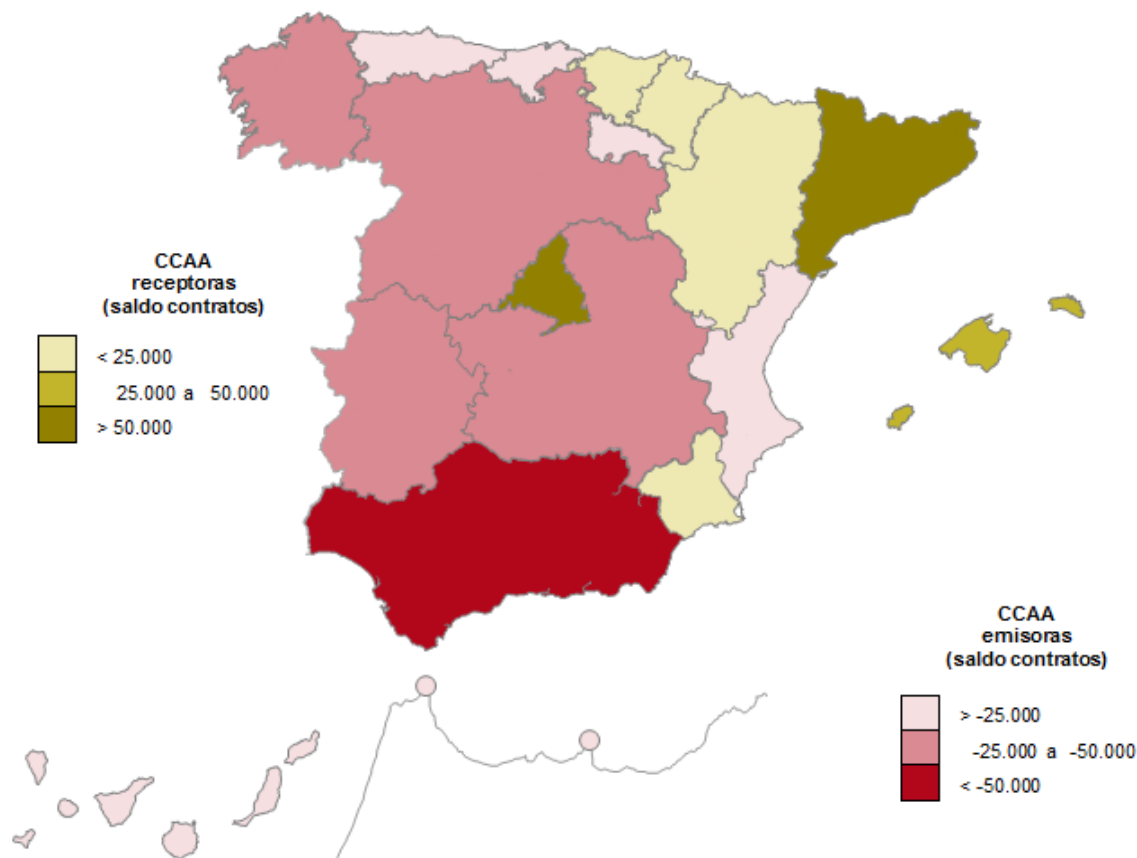 CCAA
receptoras
(saldo contratos)
< 25.000
25.000 a 50.000
> 50.000
CCAA
emisoras
(saldo contratos)
> -25.000
-25.000 a -50.000
< -50.000